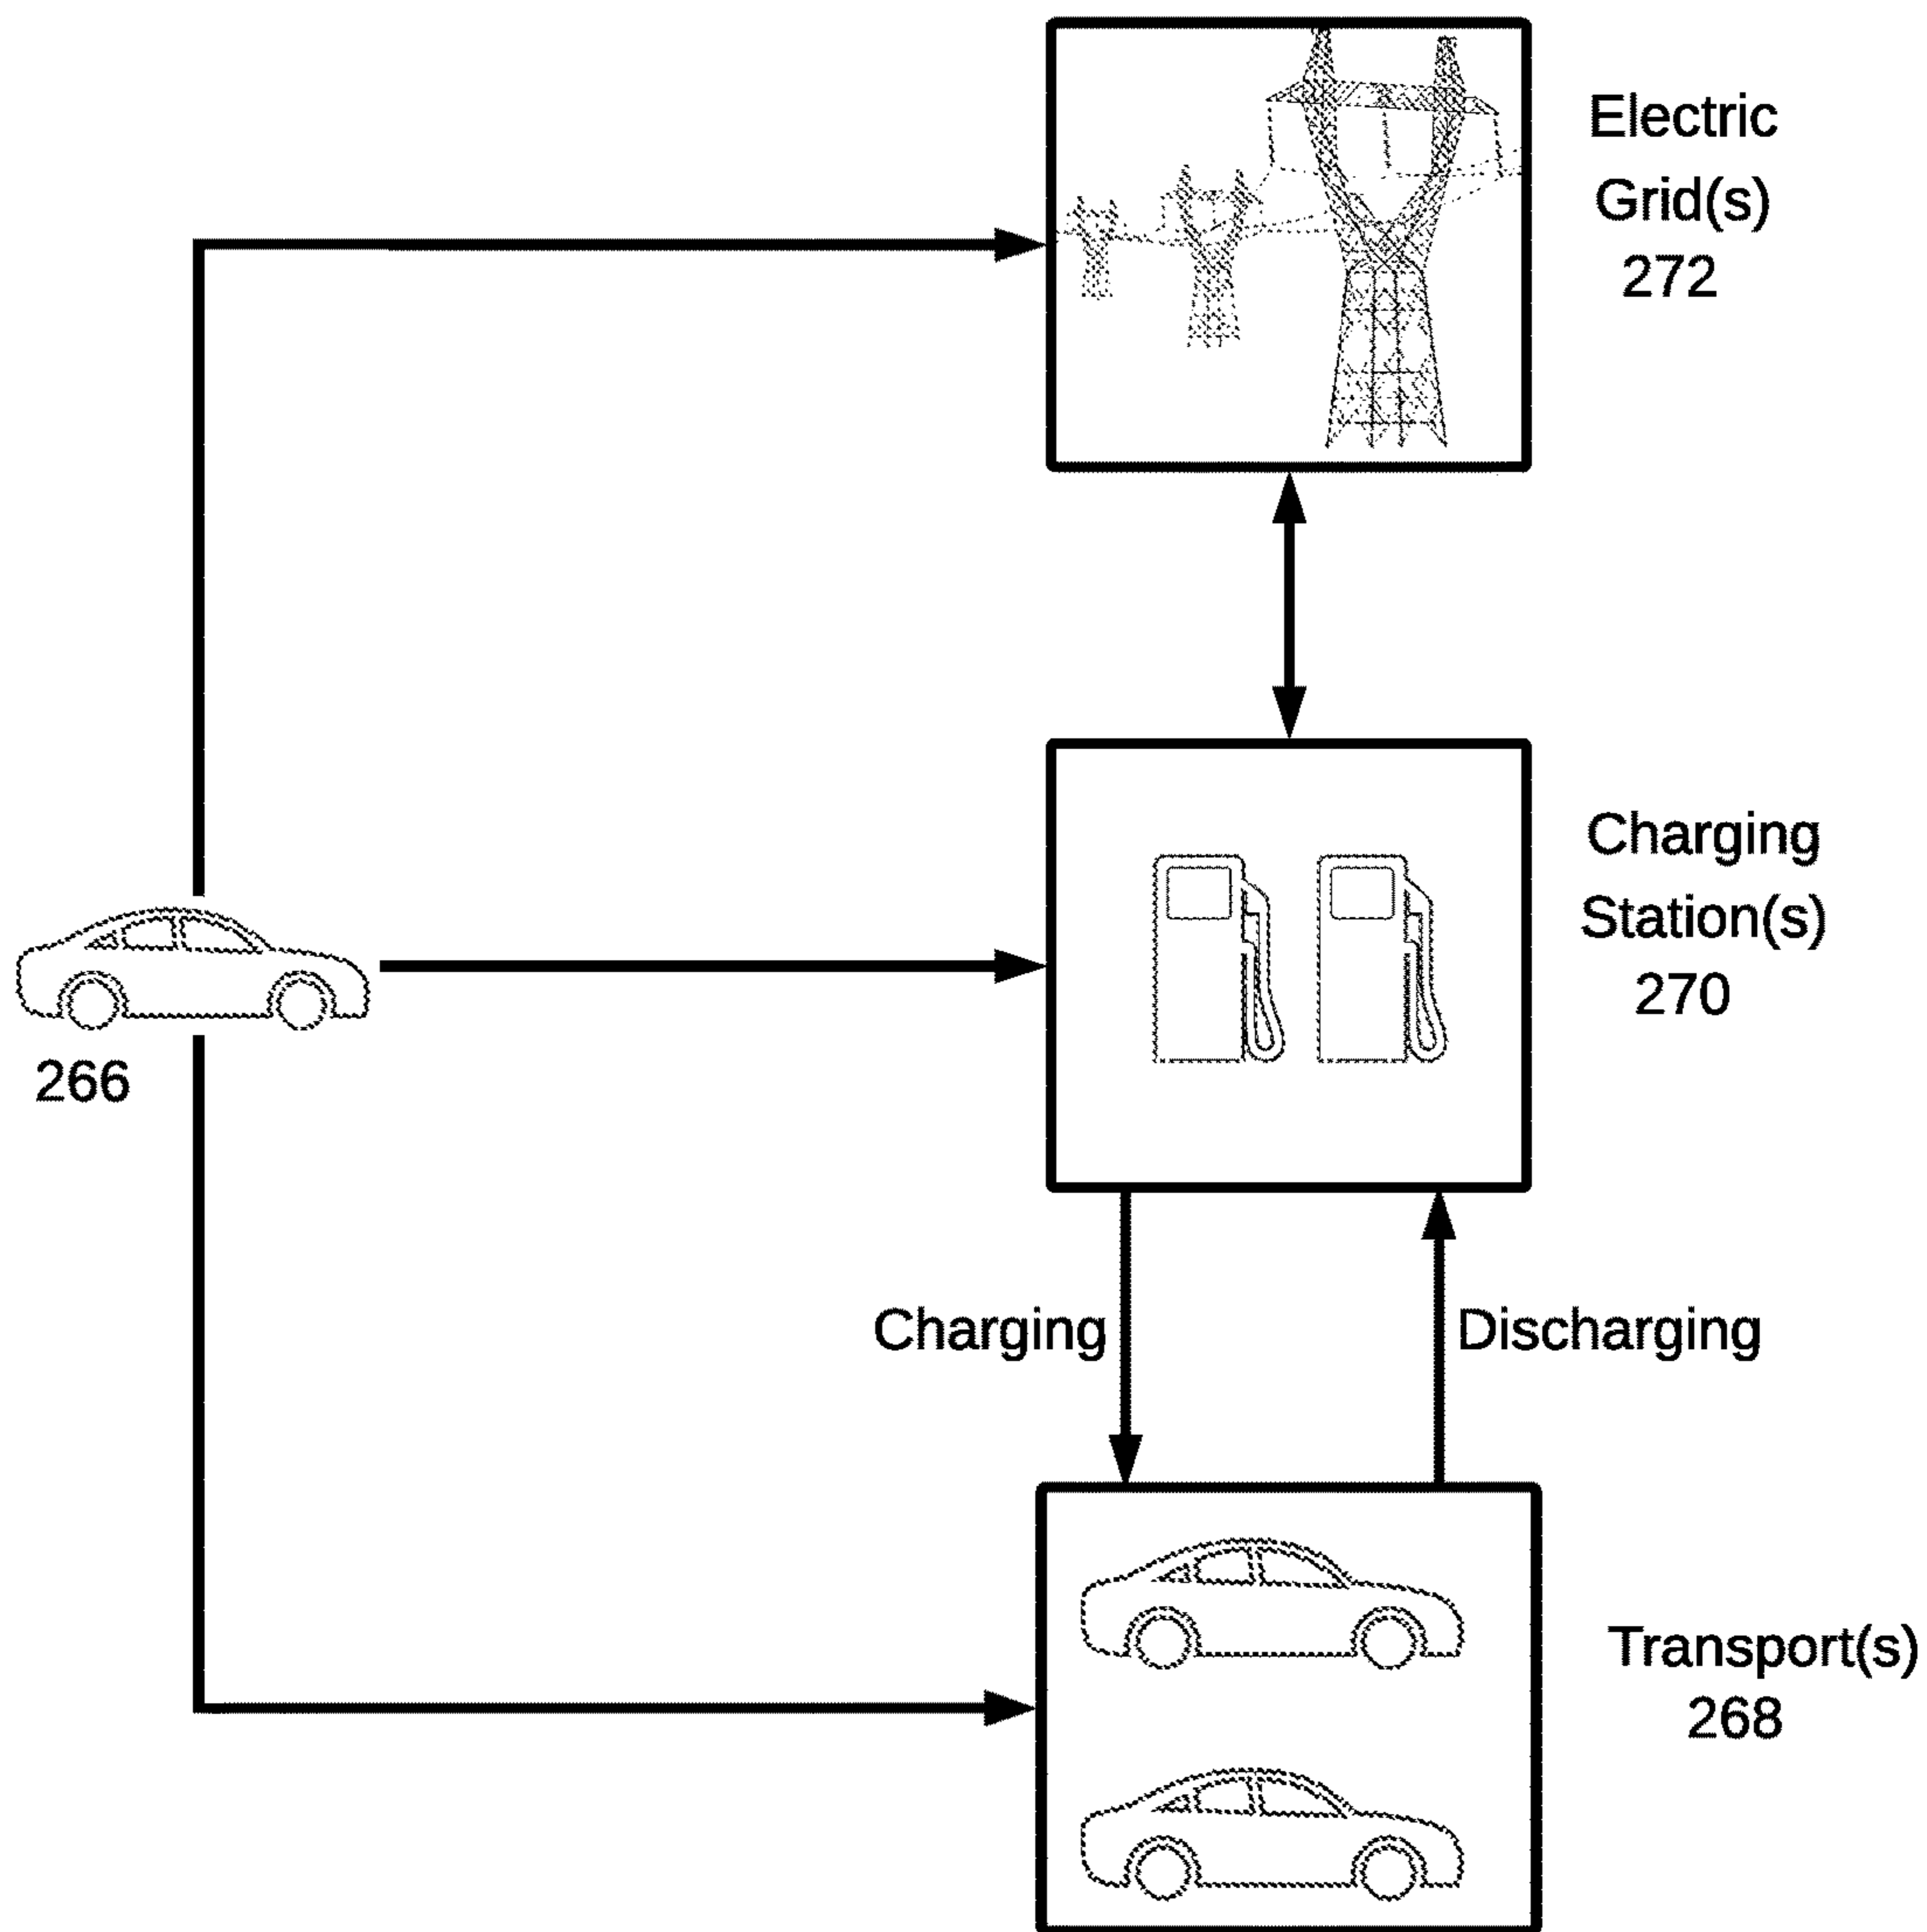 Electric
Grid(s)
272
Charging
Station(s)
270
266
Charging
Discharging
Transport(s)
268